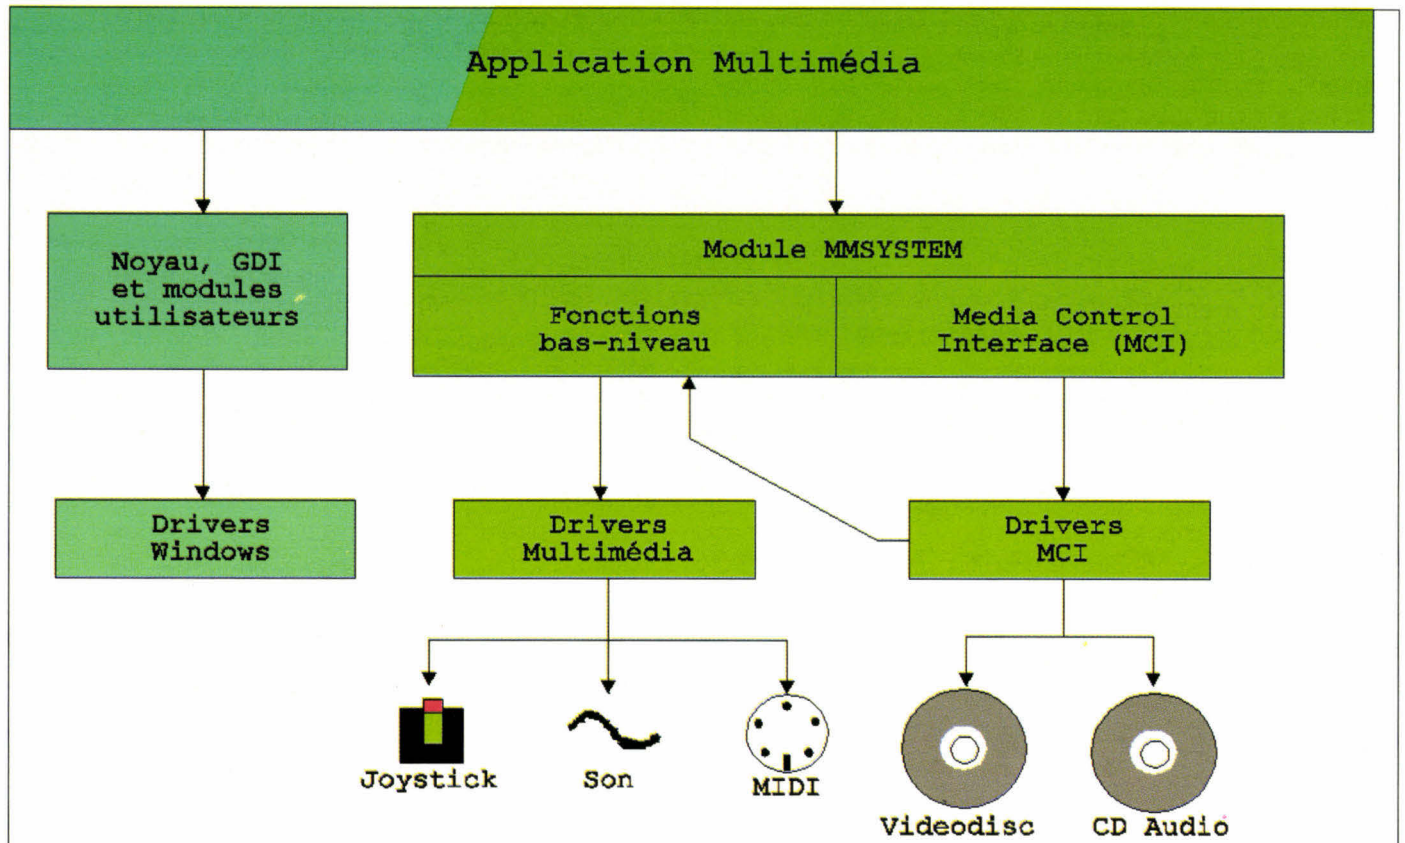 Application Multimédia
Noyau, GDI
et modules
utilisateurs
Module MMSYSTEM
Fonctions
bas-niveau
Media Control
Interface (MCI)
Drivers
Windows
Drivers
Multimédia
Drivers
MCI
Joystick
Son
MIDI
Videodisc
CD Audio